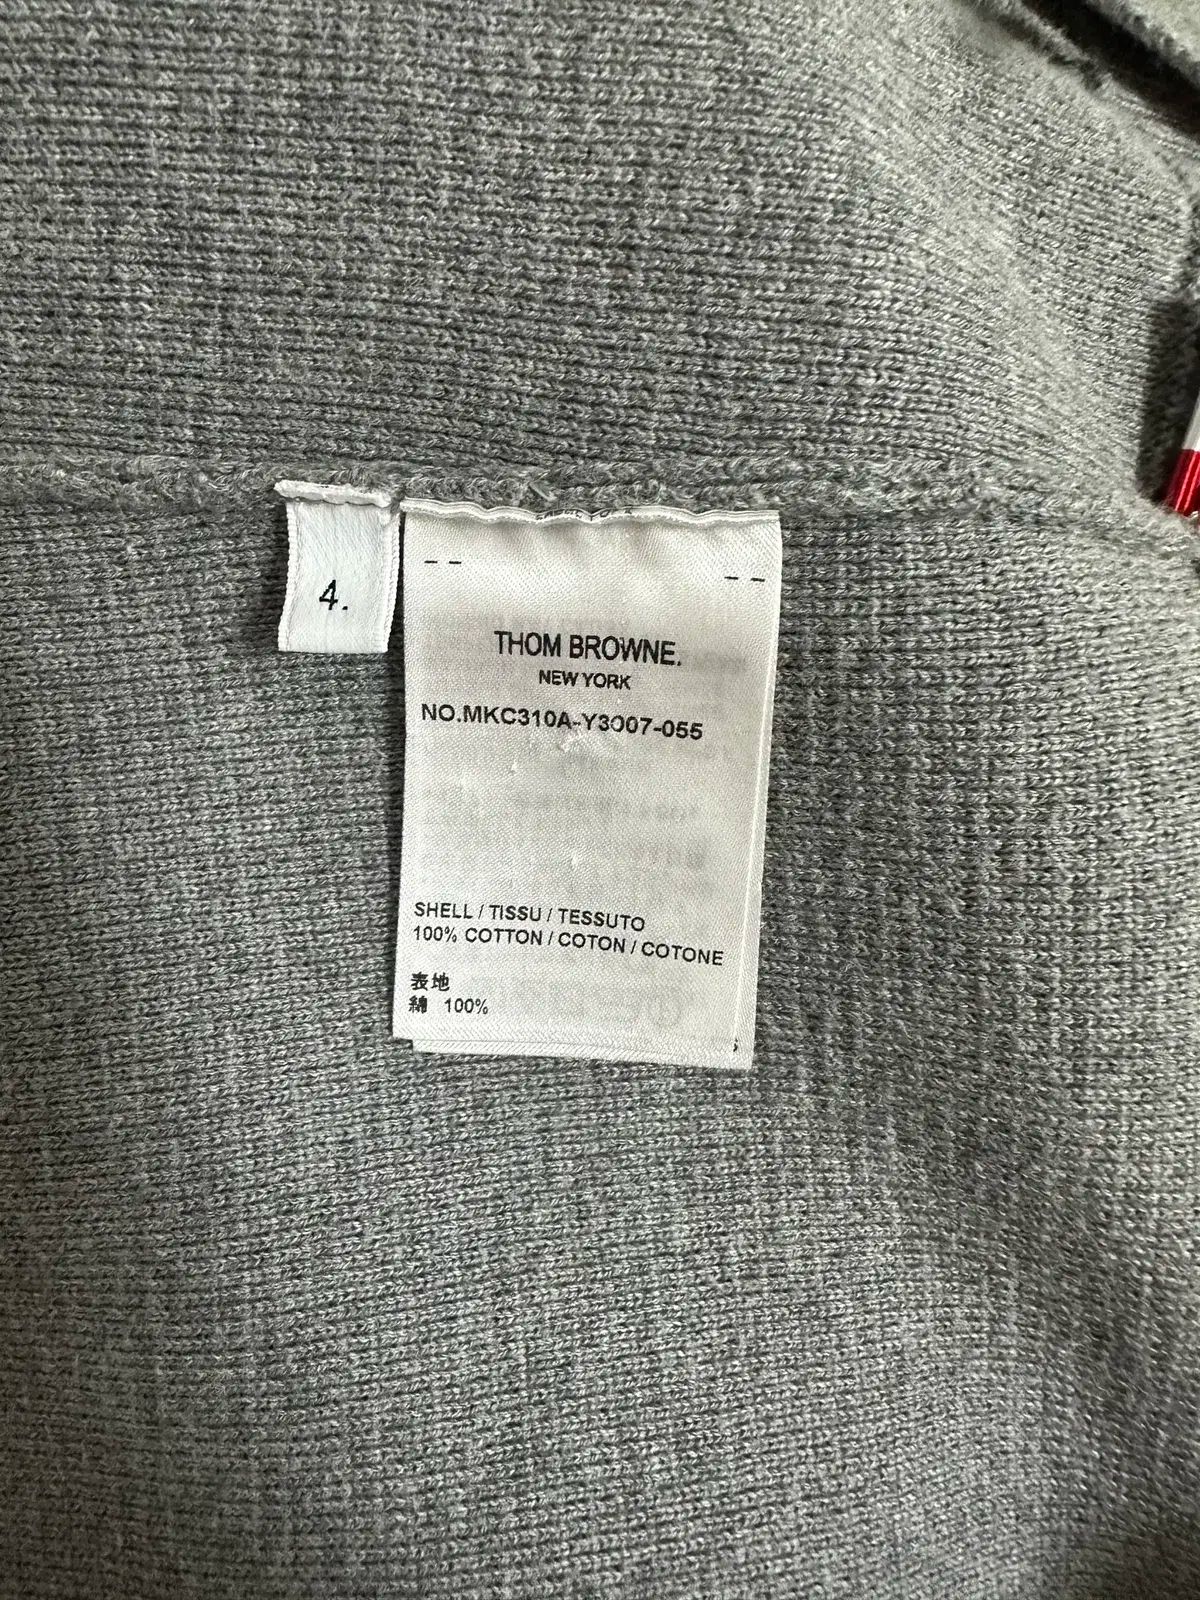 4.
THOM BROWNE.
NEW YORK
NO.MKC310A-Y3007-055
SHELL / TISSU / TESSUTO
100% COTTON / COTON / COTONE
表地
綿 100%